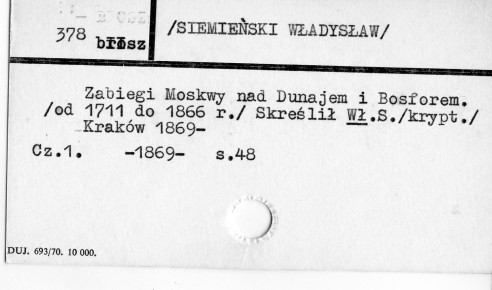 378
brosz
/SIEMIEŃSKI WŁADYSŁAW/
Zabiegi Moskwy nad Dunajem i Bosforem.
/od 1711 do 1866 r./ Skreślił Wł.S./krypt./
Kraków 1869-
Cz.1. -1869- s.48
DUJ. 693/70. 10 000.